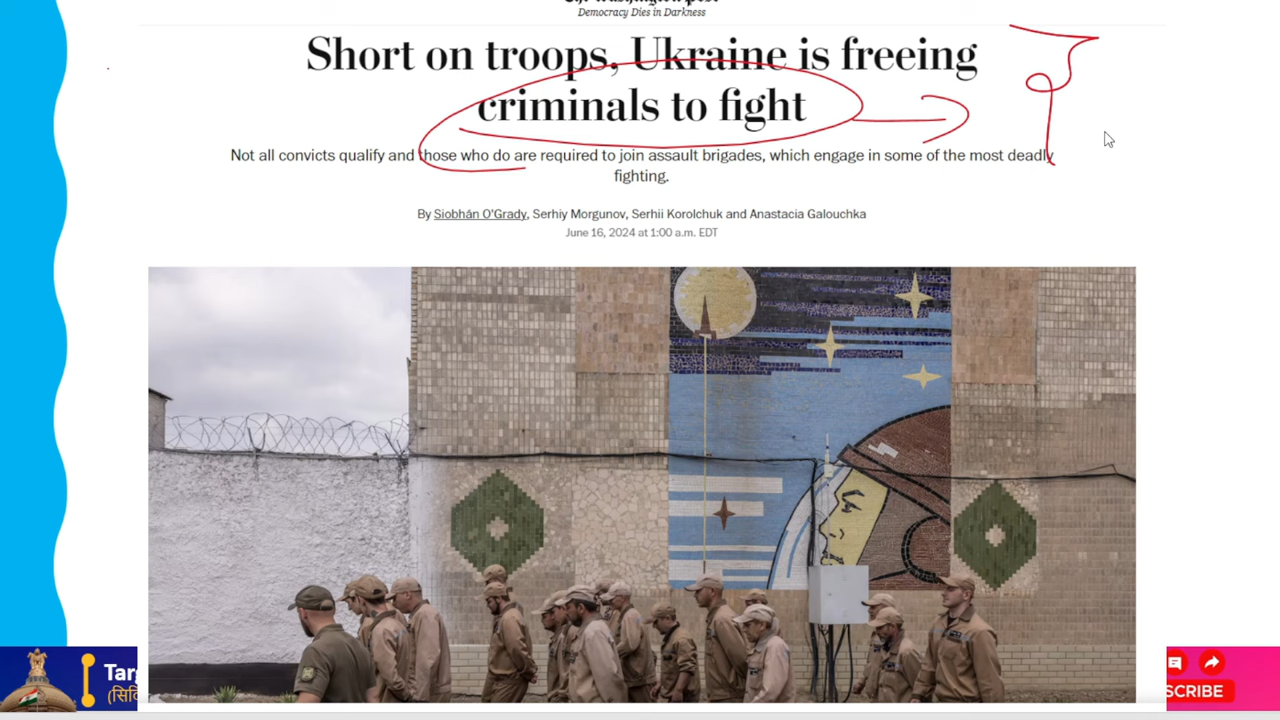 Democracy Dies in Darkness
Short on troops, Ukraine is freeing
criminals to fight
Not all convicts qualify and those who do are required to join assault brigades, which engage in some of the most deadly
fighting.
By Siobhán O'Grady, Serhiy Morgunov, Serhii Korolchuk and Anastacia Galouchka
June 16, 2024 at 1:00 a.m. EDT
Tar
SCRIBE